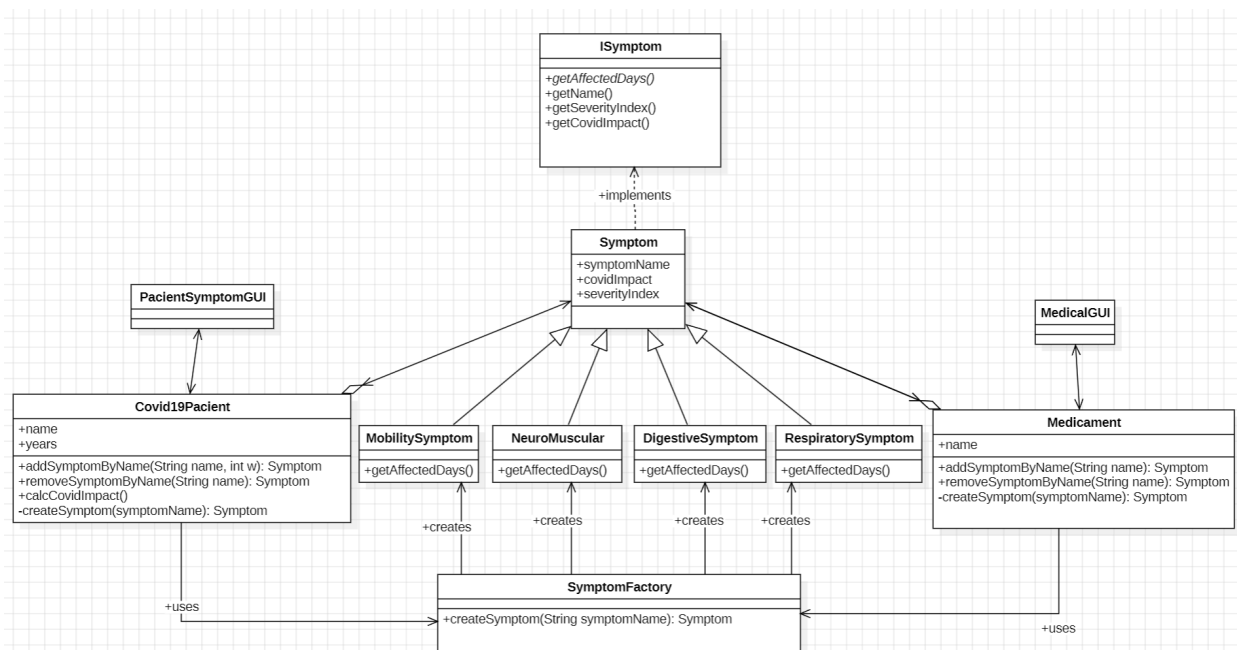 ISymptom
+getAffectedDays()
+getName()
+getSeverityIndex()
+getCovidImpact()
+implements
Symptom
+symptomName
+covidImpact
+severityIndex
PacientSymptomGUI
MedicalGUI
Covid19Pacient
+name
+years
+addSymptomByName(String name, int w): Symptom
+removeSymptomByName(String name): Symptom
+calcCovidImpact()
-createSymptom(symptomName): Symptom
MobilitySymptom
+getAffectedDays()
NeuroMuscular
+getAffectedDays()
DigestiveSymptom
+getAffectedDays()
RespiratorySymptom
+getAffectedDays()
Medicament
+name
+addSymptomByName(String name): Symptom
+removeSymptomByName(String name): Symptom
-createSymptom(symptomName): Symptom
+creates
+creates
+creates
+creates
SymptomFactory
+createSymptom(String symptomName): Symptom
+uses
+uses